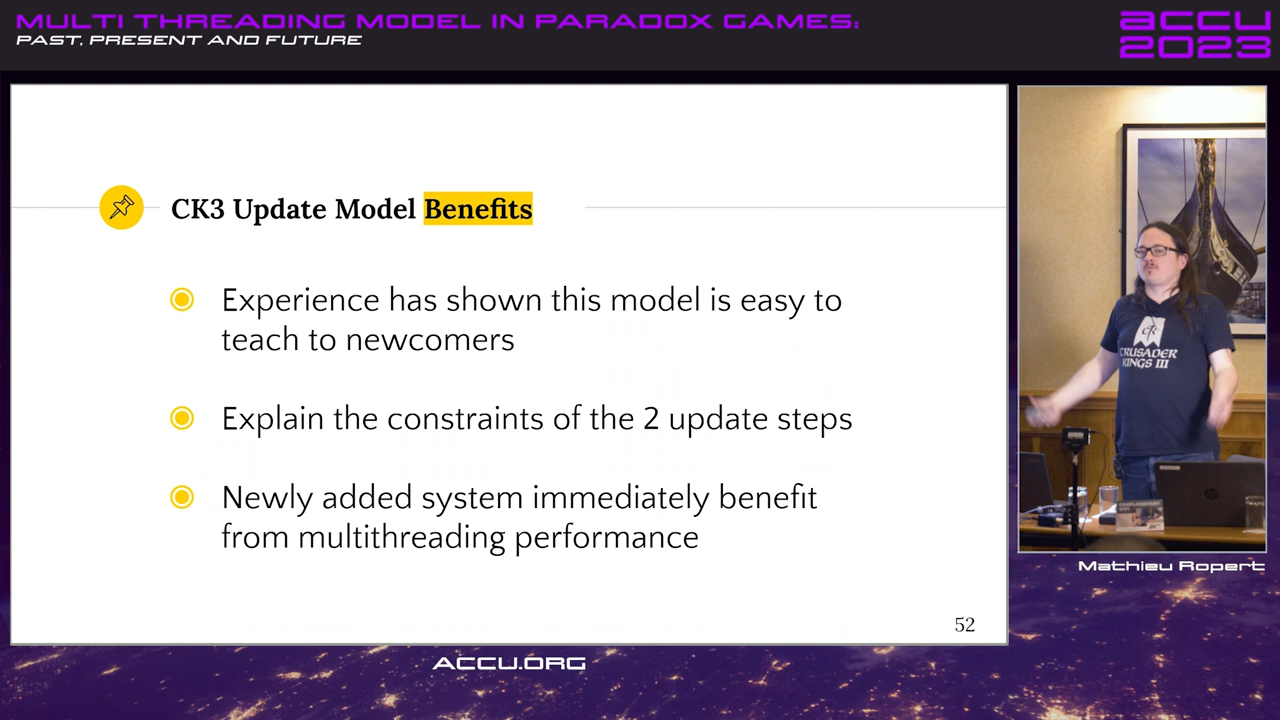 MULTI THREADING MODEL IN PARADOX GAMES:
PAST, PRESENT AND FUTURE
accu
2023
CK3 Update Model Benefits
Experience has shown this model is easy to
teach to newcomers
Explain the constraints of the 2 update steps
Newly added system immediately benefit
from multithreading performance
52
CRUSADER
KINGS III
Mathieu Ropert
ACCU.ORG